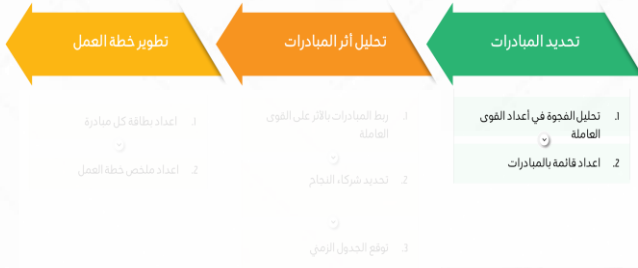 تحديد المبادرات
تحليل أثر المبادرات
تطوير خطة العمل
1. تحليل الفجوة في أعداد القوى
العاملة
2. اعداد قائمة بالمبادرات
1. ربط المبادرات بالأثر على القوى
العاملة
2. تحديد شركاء النجاح
3. توقع الجدول الزمني
1. اعداد بطاقة كل مبادرة
2. اعداد ملخص خطة العمل